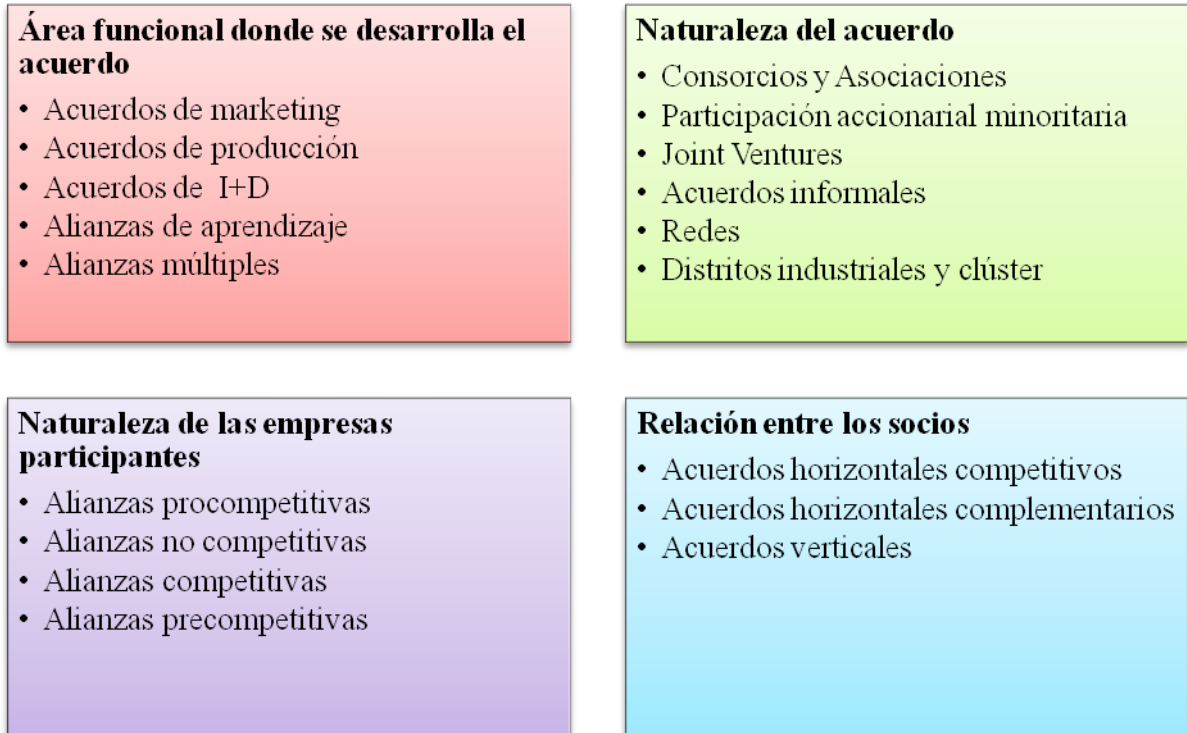 Área funcional donde se desarrolla el
acuerdo
• Acuerdos de marketing
• Acuerdos de producción
• Acuerdos de I+D
• Alianzas de aprendizaje
• Alianzas múltiples
Naturaleza del acuerdo
• Consorcios y Asociaciones
• Participación accionarial minoritaria
• Joint Ventures
• Acuerdos informales
• Redes
• Distritos industriales y clúster
Naturaleza de las empresas
participantes
• Alianzas procompetitivas
• Alianzas no competitivas
• Alianzas competitivas
• Alianzas precompetitivas
Relación entre los socios
• Acuerdos horizontales competitivos
• Acuerdos horizontales complementarios
• Acuerdos verticales